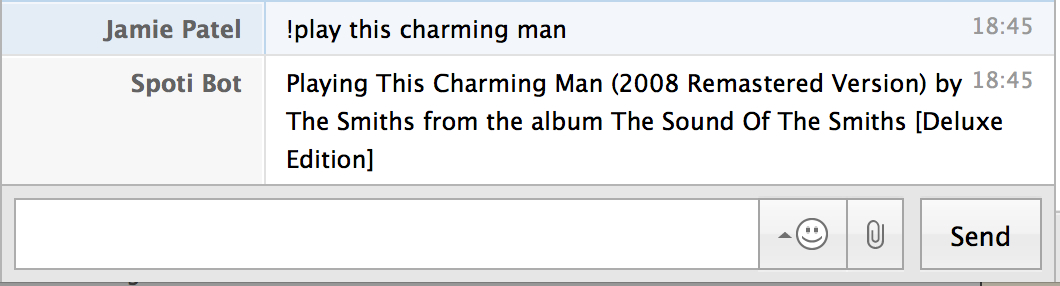 Jamie Patel !play this charming man 18:45
Spoti Bot Playing This Charming Man (2008 Remastered Version) by 18:45
The Smiths from the album The Sound Of The Smiths [Deluxe
Edition]
Send